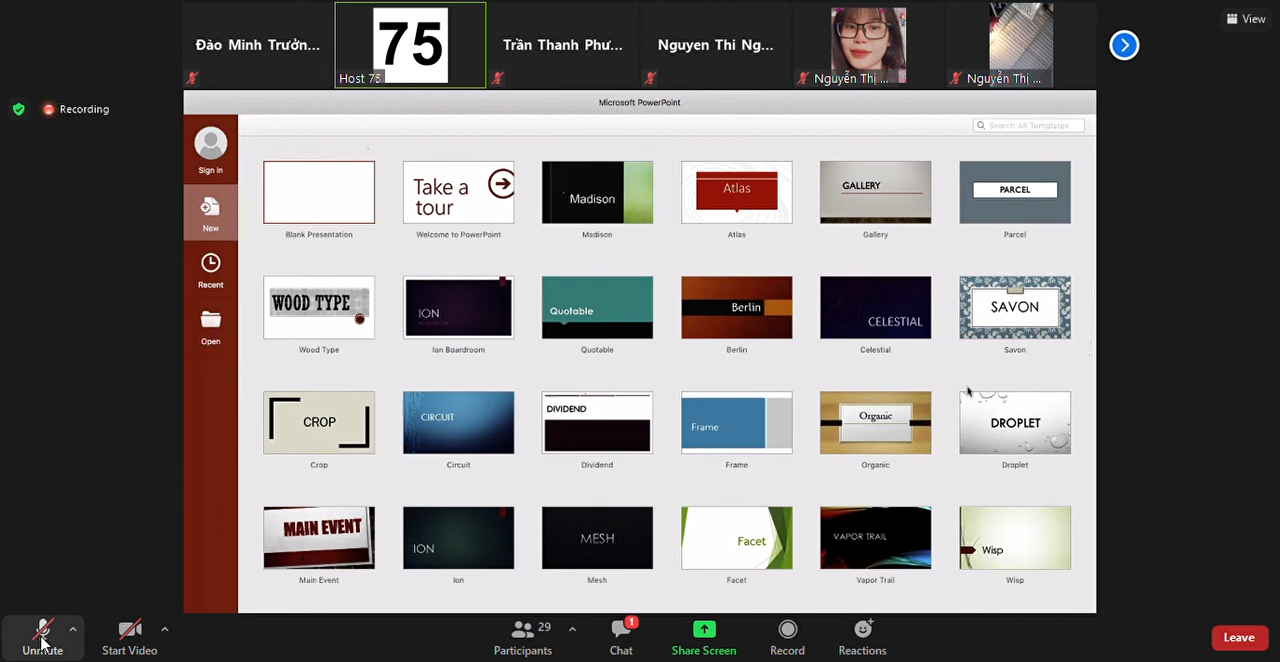 Đào Minh Trưởn...
75
Host 75
Trần Thanh Phư...
Nguyen Thi Ng...
Nguyễn Thị ...
Nguyễn Thị ...
View
Recording
Microsoft PowerPoint
Search All Templates
Sign In
New
Recent
Open
Blank Presentation
Take a
tour
Welcome to PowerPoint
Madison
Madison
Atlas
Atlas
GALLERY
Gallery
PARCEL
Parcel
WOOD TYPE
Wood Type
ION
Ion Boardroom
Quotable
Quotable
Berlin
Berlin
CELESTIAL
Celestial
SAVON
Savon
CROP
Crop
CIRCUIT
Circuit
DIVIDEND
Dividend
Frame
Frame
Organic
Organic
DROPLET
Droplet
MAIN EVENT
Main Event
ION
Ion
MESH
Mesh
Facet
Facet
VAPOR TRAIL
Vapor Trail
Wisp
Wisp
Unmute
Start Video
29
Participants
1
Chat
Share Screen
Record
Reactions
Leave